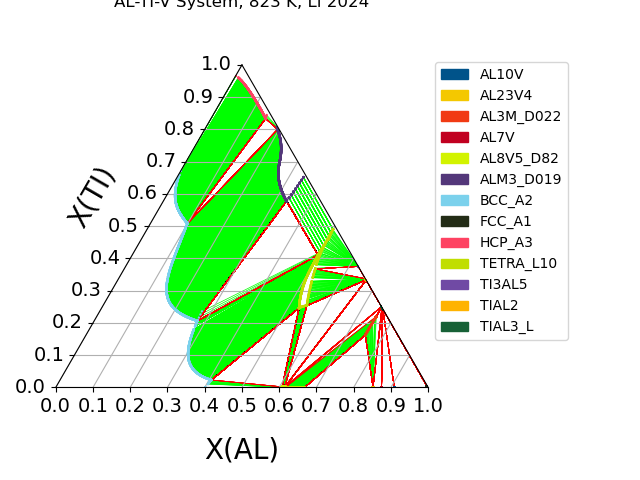 AL-TI-V System, 823 K, Li 2024
1.0
0.9
0.8
0.7
0.6
0.5
0.4
0.3
0.2
0.1
0.0
X(TI)
0.0 0.1 0.2 0.3 0.4 0.5 0.6 0.7 0.8 0.9 1.0
X(AL)
AL10V
AL23V4
AL3M_D022
AL7V
AL8V5_D82
ALM3_D019
BCC_A2
FCC_A1
HCP_A3
TETRA_L10
TI3AL5
TIAL2
TIAL3_L